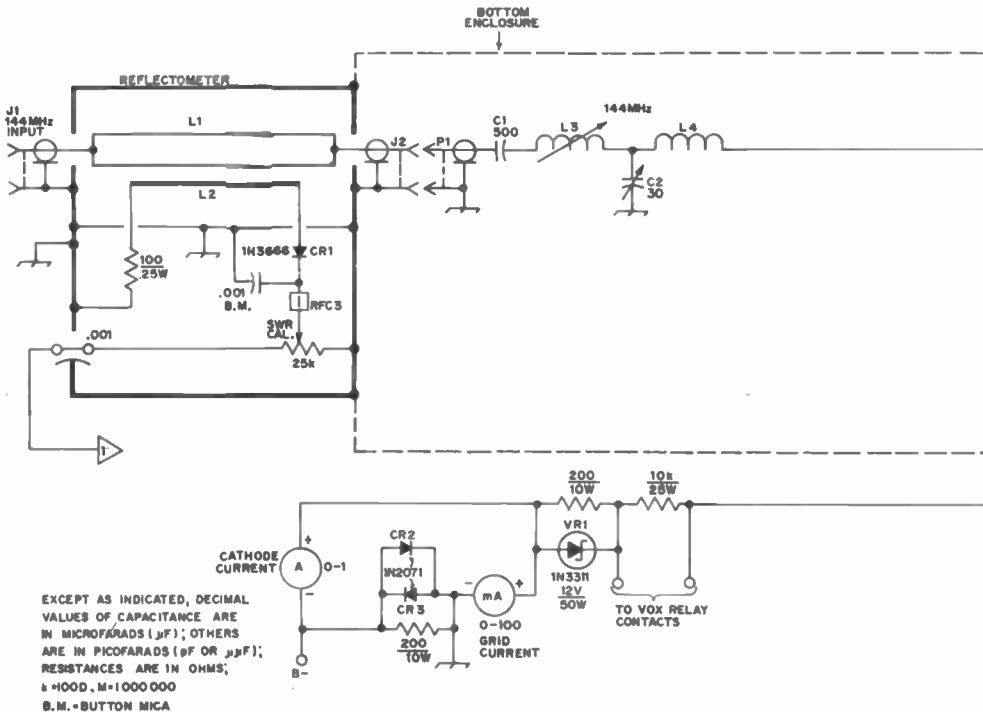 BOTTOM
ENCLOSURE
REFLECTOMETER
J1
144MHz
INPUT
L1
J2
P1
C1
500
L3
144MHz
L4
C2
30
L2
1N3666
CR1
100
.25W
.001
B.M.
RFC3
SWR
CAL.
25k
.001
1
200
10W
10k
25W
VR1
1N3311
12V
50W
CATHODE
CURRENT
A
0-1
+
-
CR2
1N2071
CR3
200
10W
- mA +
0-100
GRID
CURRENT
TO VOX RELAY
CONTACTS
B-
EXCEPT AS INDICATED, DECIMAL
VALUES OF CAPACITANCE ARE
IN MICROFARADS (μF); OTHERS
ARE IN PICOFARADS (pF OR μμF);
RESISTANCES ARE IN OHMS;
k=1000, M=1000000
B.M.=BUTTON MICA